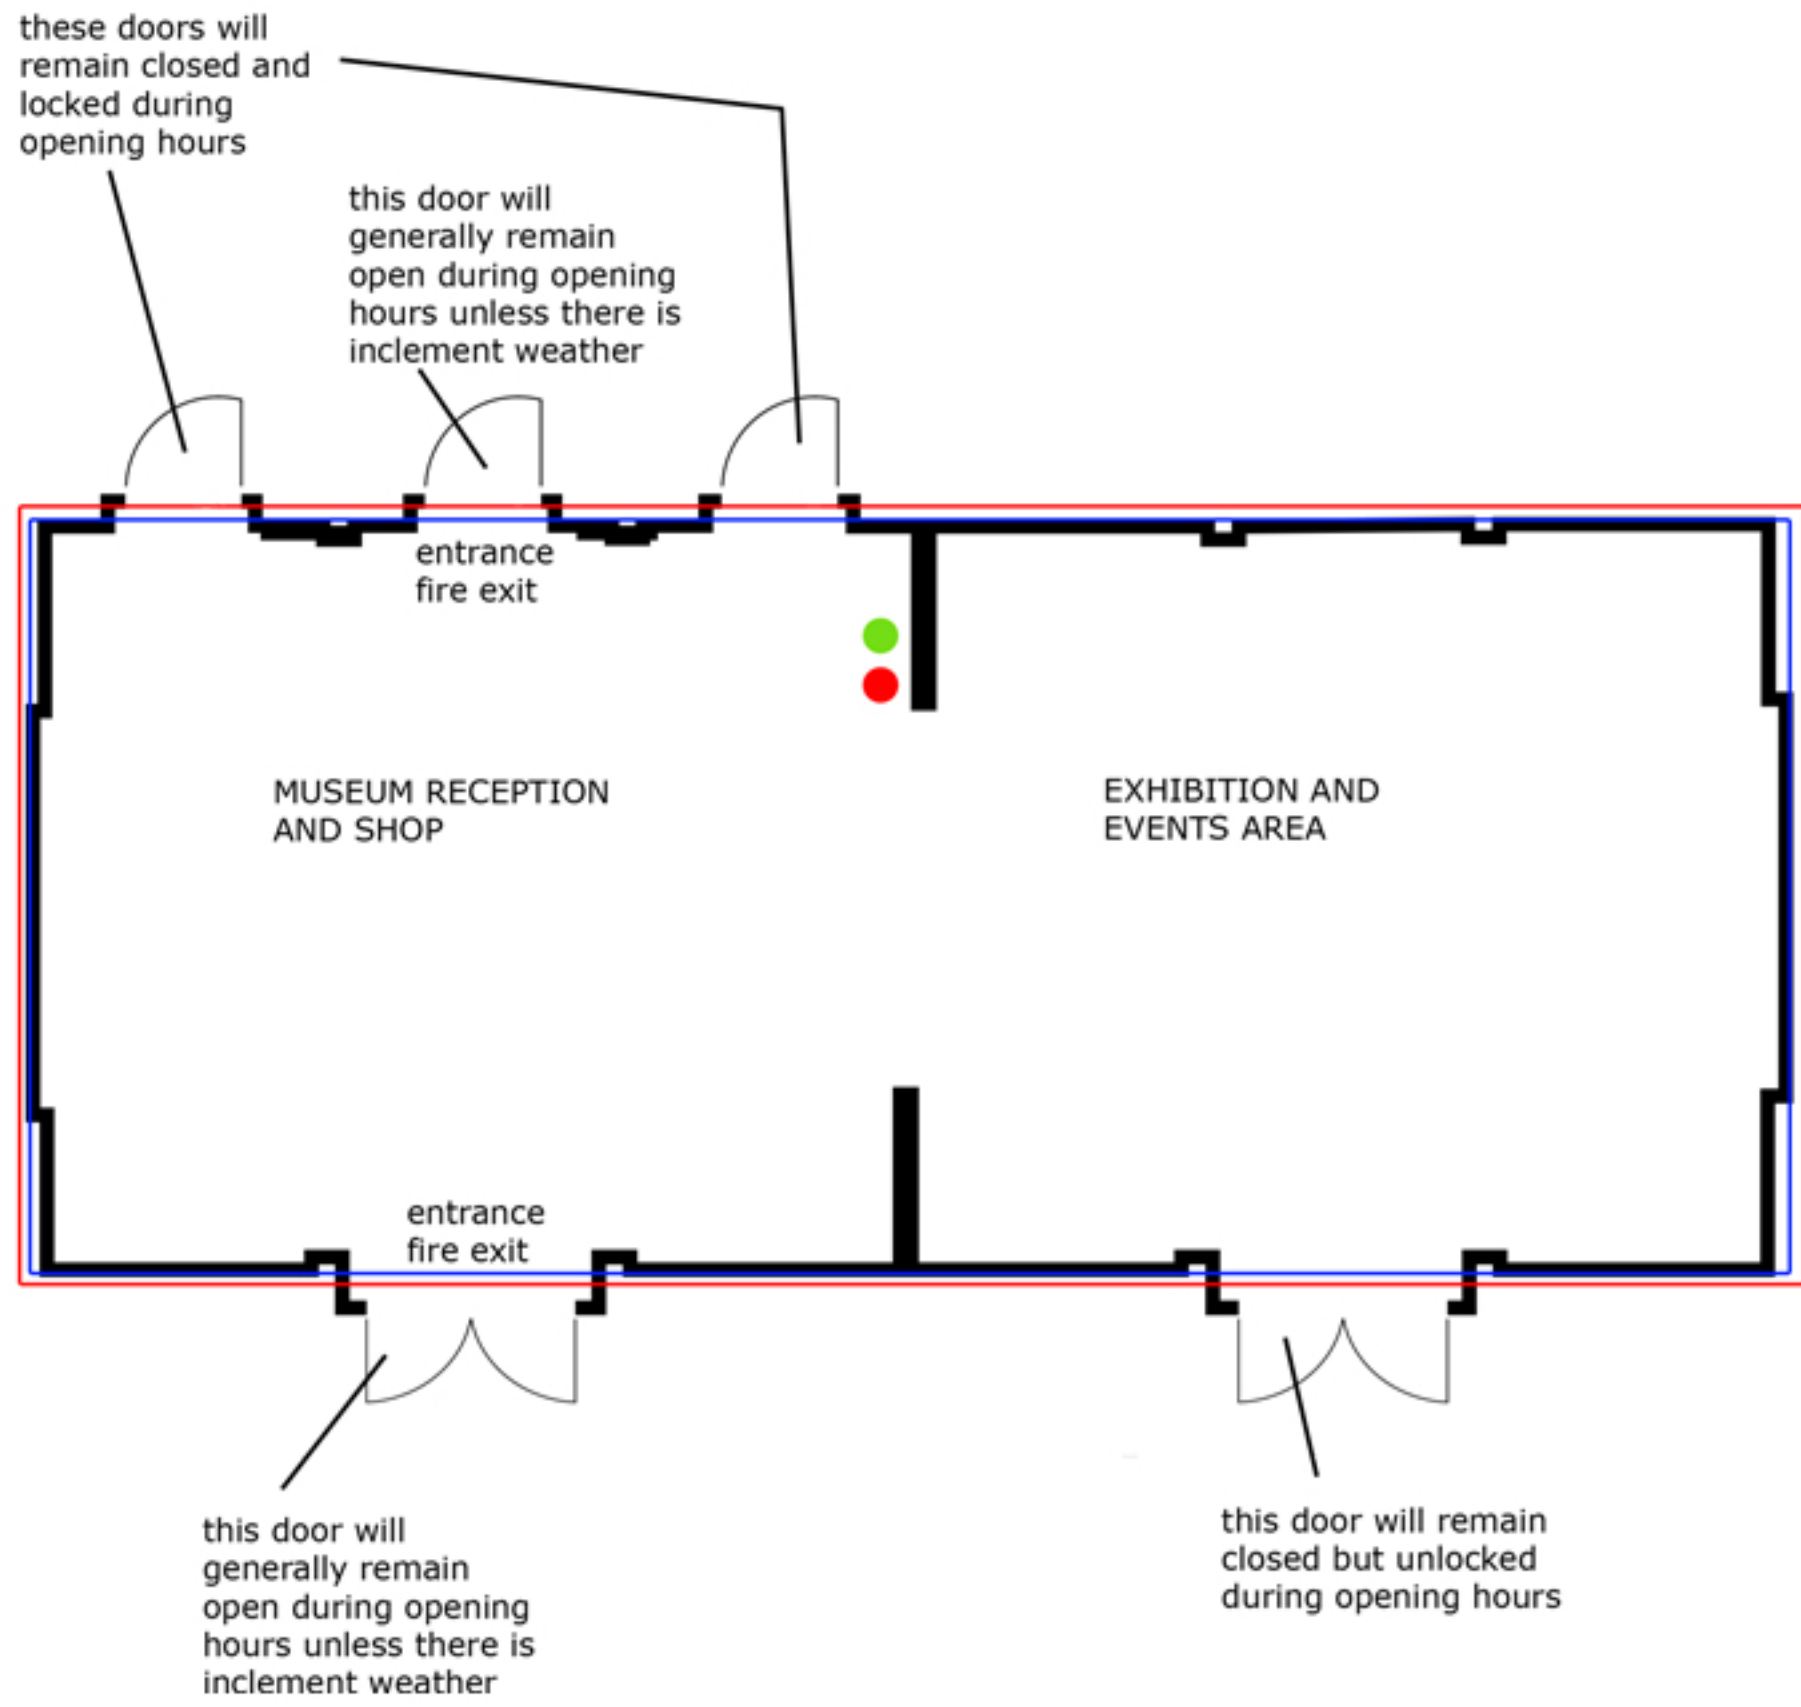 these doors will
remain closed and
locked during
opening hours
this door will
generally remain
open during opening
hours unless there is
inclement weather
entrance
fire exit
MUSEUM RECEPTION
AND SHOP
EXHIBITION AND
EVENTS AREA
entrance
fire exit
this door will
generally remain
open during opening
hours unless there is
inclement weather
this door will remain
closed but unlocked
during opening hours